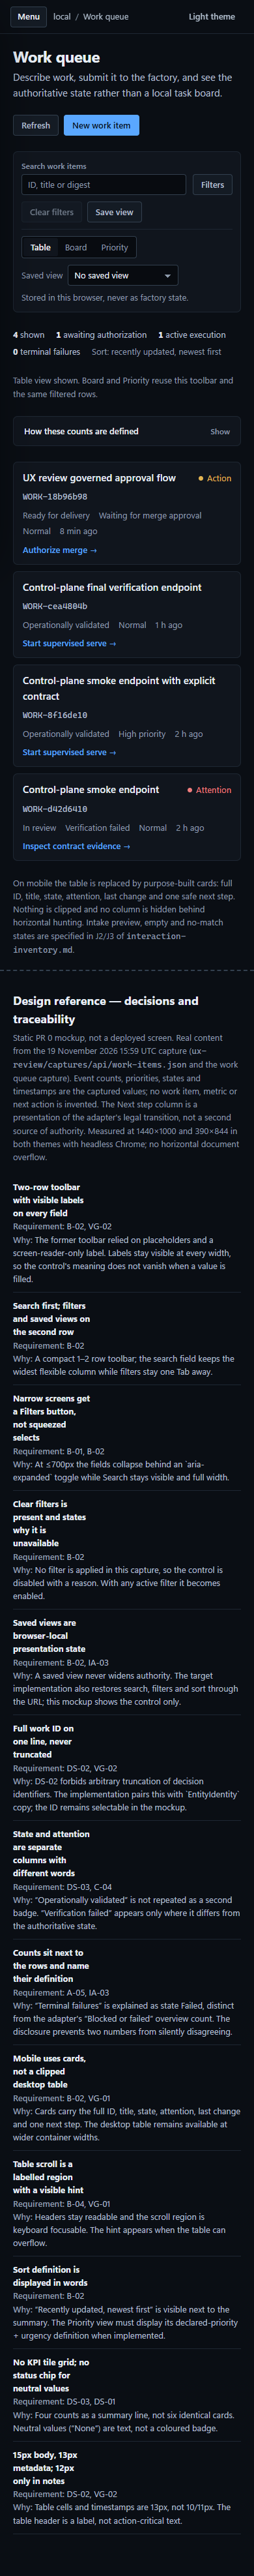 Menu local / Work queue Light theme
Work queue
Describe work, submit it to the factory, and see the
authoritative state rather than a local task board.
Refresh New work item
Search work items
ID, title or digest Filters
Clear filters Save view
Table Board Priority
Saved view No saved view
Stored in this browser, never as factory state.
4 shown 1 awaiting authorization 1 active execution
0 terminal failures Sort: recently updated, newest first
Table view shown. Board and Priority reuse this toolbar and
the same filtered rows.
How these counts are defined Show
UX review governed approval flow Action
WORK-18b96b98
Ready for delivery Waiting for merge approval
Normal 8 min ago
Authorize merge →
Control-plane final verification endpoint
WORK-cea4804b
Operationally validated Normal 1 h ago
Start supervised serve →
Control-plane smoke endpoint with explicit
contract
WORK-8f16de10
Operationally validated High priority 2 h ago
Start supervised serve →
Control-plane smoke endpoint Attention
WORK-d42d6410
In review Verification failed Normal 2 h ago
Inspect contract evidence →
On mobile the table is replaced by purpose-built cards: full
ID, title, state, attention, last change and one safe next step.
Nothing is clipped and no column is hidden behind
horizontal hunting. Intake preview, empty and no-match
states are specified in J2/J3 of interaction-
inventory.md.
Design reference — decisions and
traceability
Static PR 0 mockup, not a deployed screen. Real content
from the 19 November 2025 15:59 UTC capture (ux-
review/captures/api/work-items.json and the work
queue capture). Event counts, priorities, states and
timestamps are the captured values; no work item, metric or
next action is invented. The Next step column is a
presentation of the adapter's legal transition, not a second
source of authority. Measured at 1440×1000 and 390×844 in
both themes with headless Chrome; no horizontal document
overflow.
Two-row toolbar
with visible labels
on every field
Requirement: B-02, VG-02
Why: The former toolbar relied on placeholders and a
screen-reader-only label. Labels stay visible at every width,
so the control's meaning does not vanish when a value is
filled.
Search first; filters
and saved views on
the second row
Requirement: B-02
Why: A compact 1–2 row toolbar; the search field keeps the
widest flexible column while filters stay one Tab away.
Narrow screens get
a Filters button,
not squeezed
selects
Requirement: B-01, B-02
Why: At ≤700px the fields collapse behind an `aria-
expanded` toggle while Search stays visible and full width.
Clear filters is
present and states
why it is
unavailable
Requirement: B-02
Why: No filter is applied in this capture, so the control is
disabled with a reason. With any active filter it becomes
enabled.
Saved views are
browser-local
presentation state
Requirement: B-02, IA-03
Why: A saved view never widens authority. The target
implementation also restores search, filters and sort through
the URL; this mockup shows the control only.
Full work ID on
one line, never
truncated
Requirement: DS-02, VG-02
Why: DS-02 forbids arbitrary truncation of decision
identifiers. The implementation pairs this with `EntityIdentity`
copy; the ID remains selectable in the mockup.
State and attention
are separate
columns with
different words
Requirement: DS-03, C-04
Why: “Operationally validated” is not repeated as a second
badge. “Verification failed” appears only where it differs from
the authoritative state.
Counts sit next to
the rows and name
their definition
Requirement: A-05, IA-03
Why: “Terminal failures” is explained as state Failed, distinct
from the adapter's “Blocked or failed” overview count. The
disclosure prevents two numbers from silently disagreeing.
Mobile uses cards,
not a clipped
desktop table
Requirement: B-02, VG-01
Why: Cards carry the full ID, title, state, attention, last change
and one next step. The desktop table remains available at
wider container widths.
Table scroll is a
labelled region
with a visible hint
Requirement: B-04, VG-01
Why: Headers stay readable and the scroll region is
keyboard focusable. The hint appears when the table can
overflow.
Sort definition is
displayed in words
Requirement: B-02
Why: “Recently updated, newest first” is visible next to the
summary. The Priority view must display its declared-priority
+ urgency definition when implemented.
No KPI tile grid; no
status chip for
neutral values
Requirement: DS-03, DS-01
Why: Four counts as a summary line, not six identical cards.
Neutral values (“None”) are text, not a coloured badge.
15px body, 13px
metadata; 12px
only in notes
Requirement: DS-02, VG-02
Why: Table cells and timestamps are 13px, not 10/11px. The
table header is a label, not action-critical text.